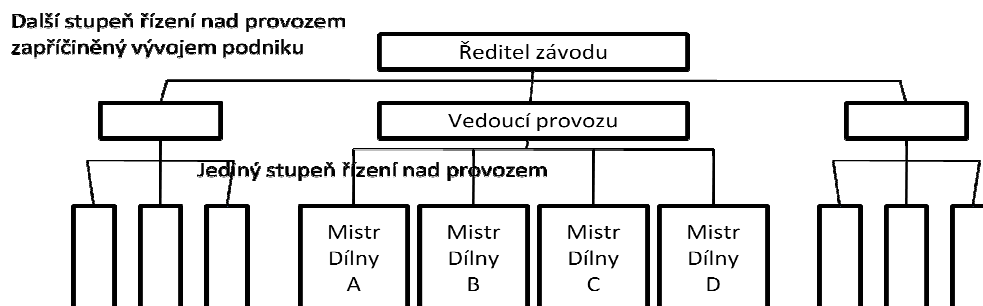 Další stupeň řízení nad provozem
zapříčiněný vývojem podniku
Ředitel závodu
Vedoucí provozu
Jediný stupeň řízení nad provozem
Mistr
Dílny
A
Mistr
Dílny
B
Mistr
Dílny
C
Mistr
Dílny
D